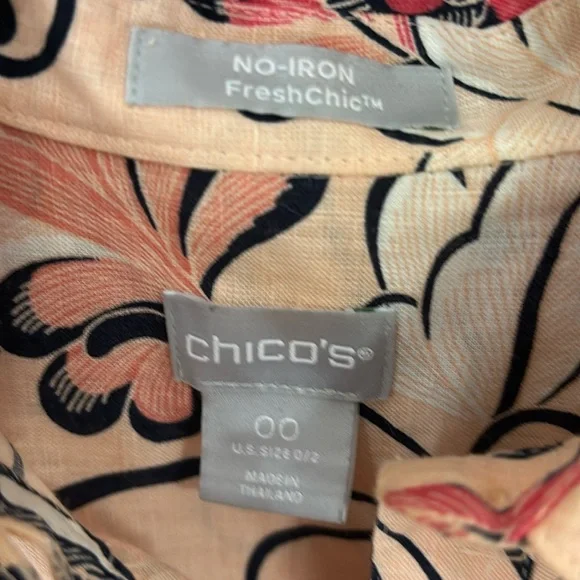 NO-IRON
FreshChic™
CHICO'S®
00
U.S. SIZE 0/2
MADE IN
THAILAND